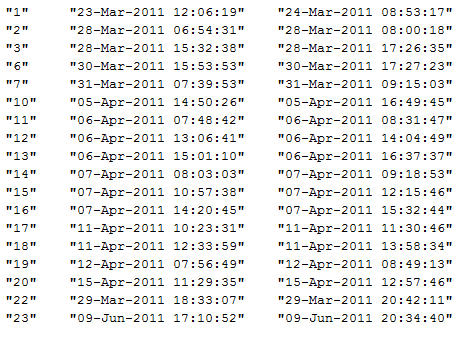 "1" "23-Mar-2011 12:06:19" "24-Mar-2011 08:53:17"
"2" "28-Mar-2011 06:54:31" "28-Mar-2011 08:00:18"
"3" "28-Mar-2011 15:32:38" "28-Mar-2011 17:26:35"
"6" "30-Mar-2011 15:53:53" "30-Mar-2011 17:27:23"
"7" "31-Mar-2011 07:39:53" "31-Mar-2011 09:15:03"
"10" "05-Apr-2011 14:50:26" "05-Apr-2011 16:49:45"
"11" "06-Apr-2011 07:48:42" "06-Apr-2011 08:31:47"
"12" "06-Apr-2011 13:06:41" "06-Apr-2011 14:04:49"
"13" "06-Apr-2011 15:01:10" "06-Apr-2011 16:37:37"
"14" "07-Apr-2011 08:03:03" "07-Apr-2011 09:18:53"
"15" "07-Apr-2011 10:57:38" "07-Apr-2011 12:15:46"
"16" "07-Apr-2011 14:20:45" "07-Apr-2011 15:32:44"
"17" "11-Apr-2011 10:23:31" "11-Apr-2011 11:30:46"
"18" "11-Apr-2011 12:33:59" "11-Apr-2011 13:58:34"
"19" "12-Apr-2011 07:56:49" "12-Apr-2011 08:49:13"
"20" "15-Apr-2011 11:29:35" "15-Apr-2011 12:57:46"
"22" "29-Mar-2011 18:33:07" "29-Mar-2011 20:42:11"
"23" "09-Jun-2011 17:10:52" "09-Jun-2011 20:34:40"